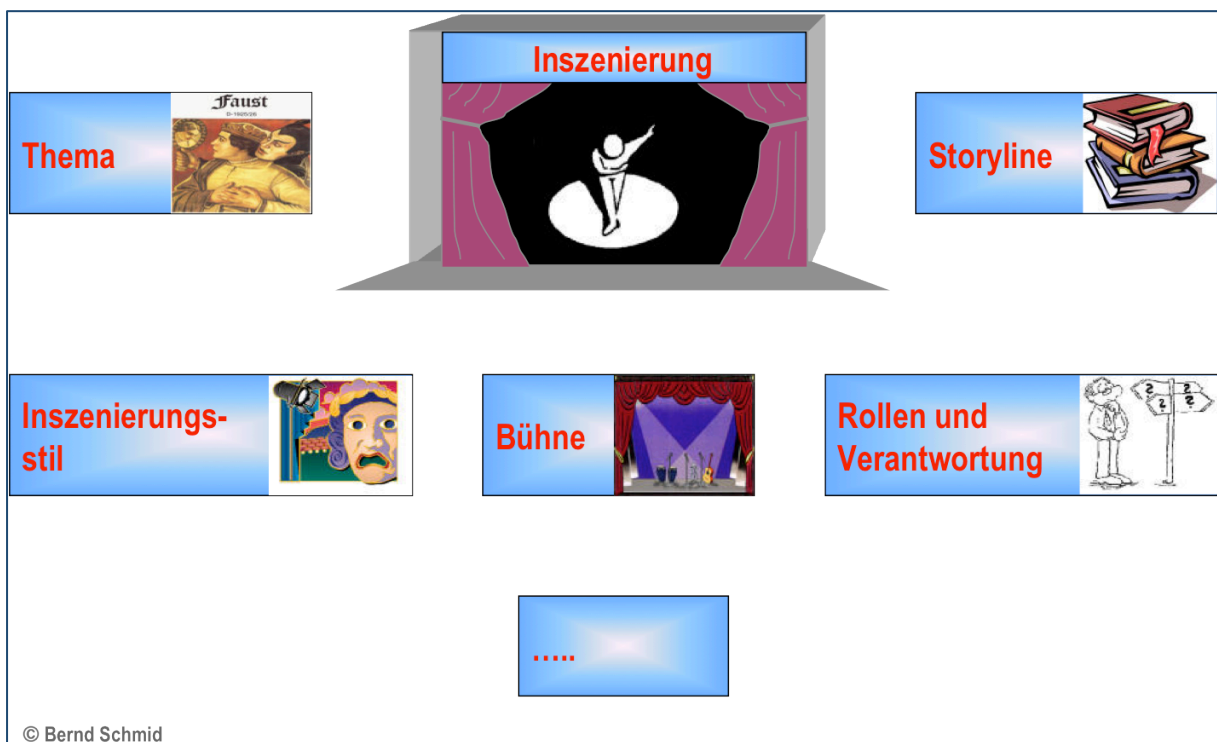 Inszenierung
Faust
Thema
Storyline
Inszenierungs-
stil
Bühne
Rollen und
Verantwortung
? ?
? ?
.....
© Bernd Schmid